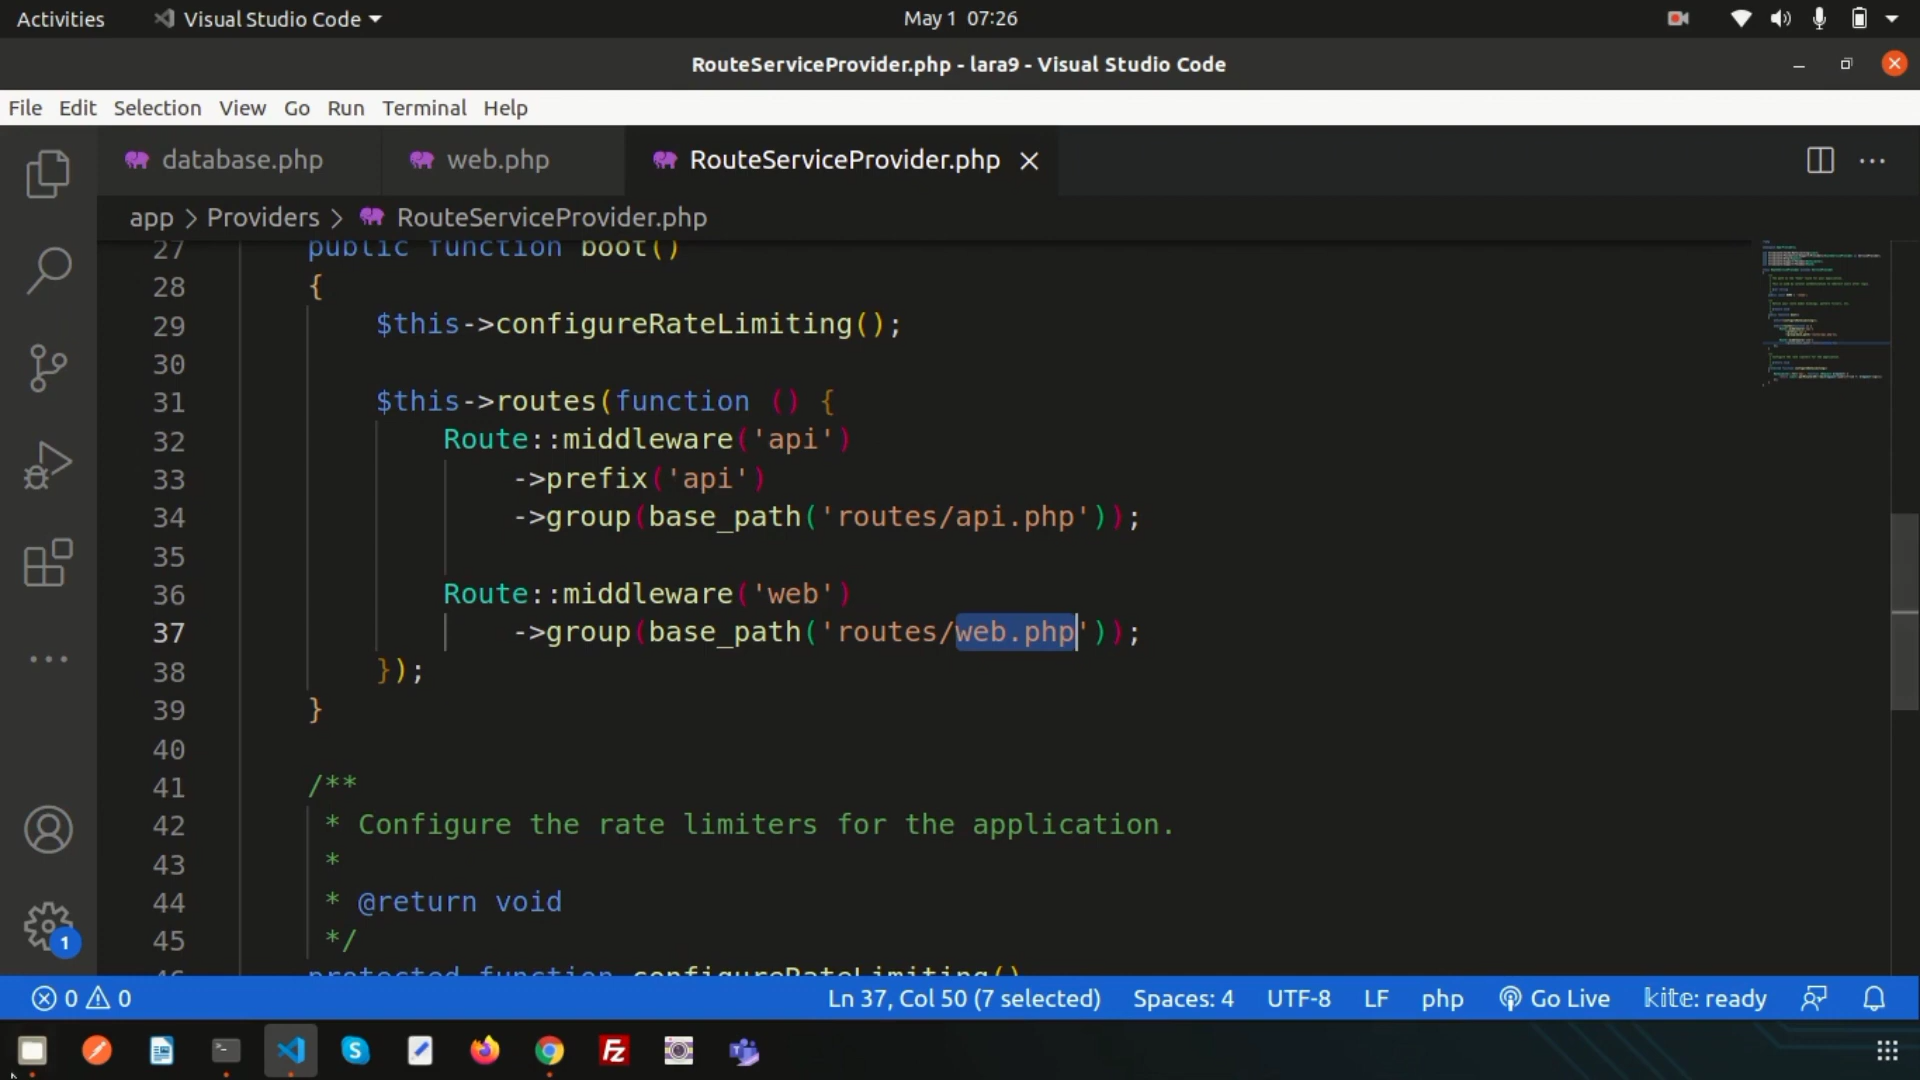 Activities Visual Studio Code May 1 07:26
RouteServiceProvider.php - lara9 - Visual Studio Code
File Edit Selection View Go Run Terminal Help
database.php web.php RouteServiceProvider.php
app > Providers > RouteServiceProvider.php
27 public function boot()
28 {
29 $this->configureRateLimiting();
30
31 $this->routes(function () {
32 Route::middleware('api')
33 ->prefix('api')
34 ->group(base_path('routes/api.php'));
35
36 Route::middleware('web')
37 ->group(base_path('routes/web.php'));
38 });
39 }
40
41 /**
42 * Configure the rate limiters for the application.
43 *
44 * @return void
45 */
46 protected function configureRateLimiting()
1
0 0 Ln 37, Col 50 (7 selected) Spaces: 4 UTF-8 LF php Go Live kite: ready